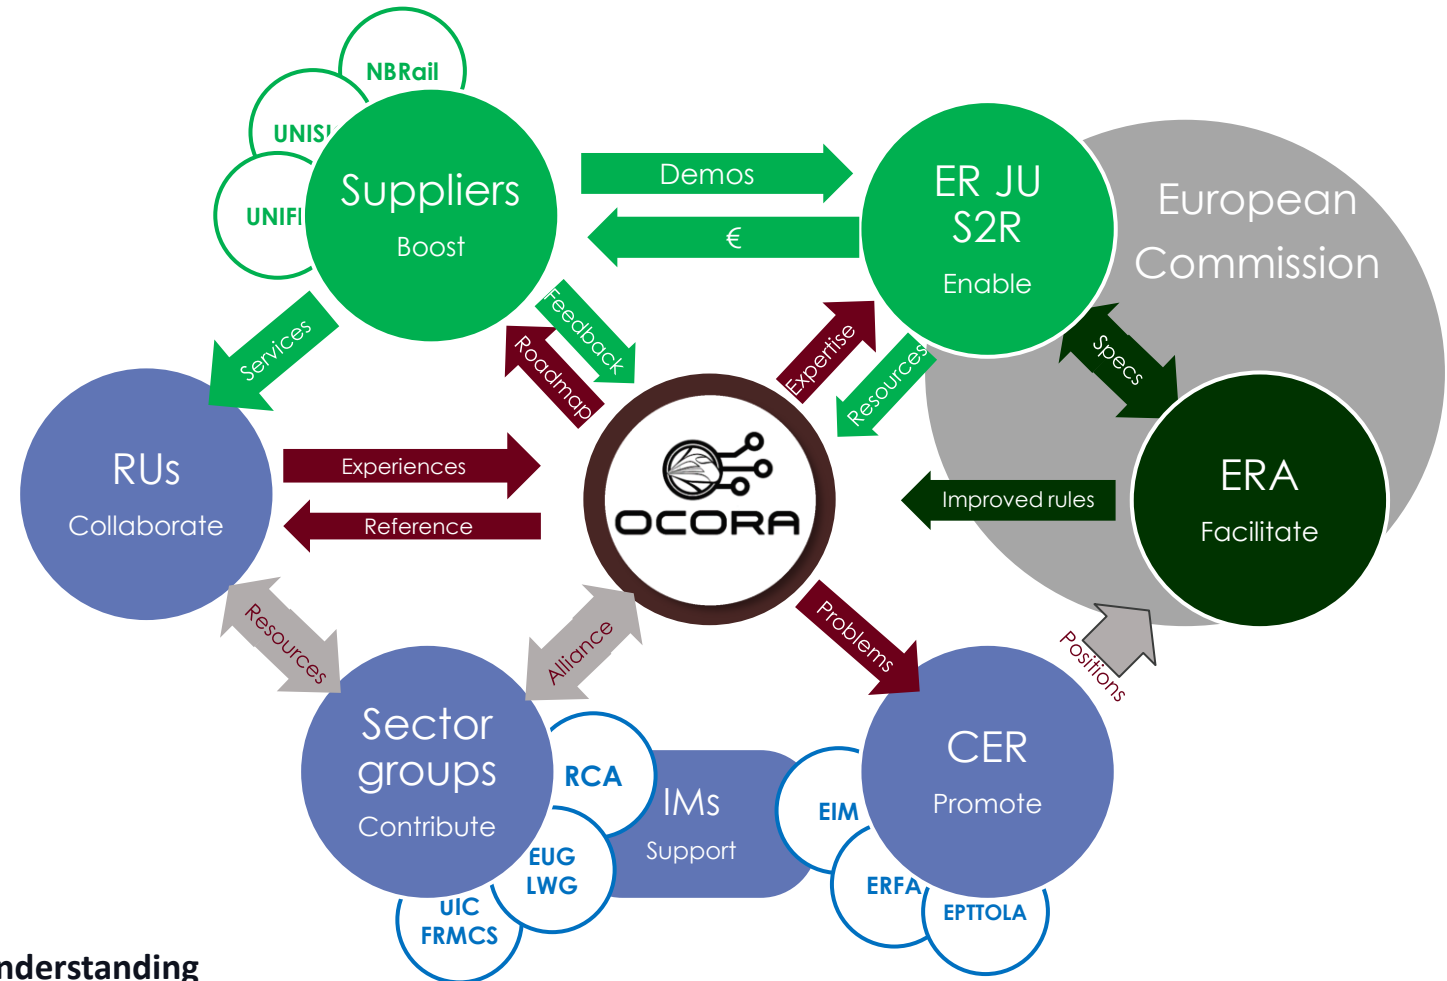 NBRail
UNIFI
Suppliers
Boost
Demos
€
ER JU
S2R
Enable
European
Commission
Services
Feedback
Roadmap
Expertise
Resources
Specs
RUs
Collaborate
Experiences
Reference
OCORA
Improved rules
ERA
Facilitate
Resources
Alliance
Problems
Positions
Sector
groups
Contribute
RCA
IMs
Support
EUG
LWG
UIC
FRMCS
EIM
CER
Promote
ERFA
EPTTOLA
nderstanding